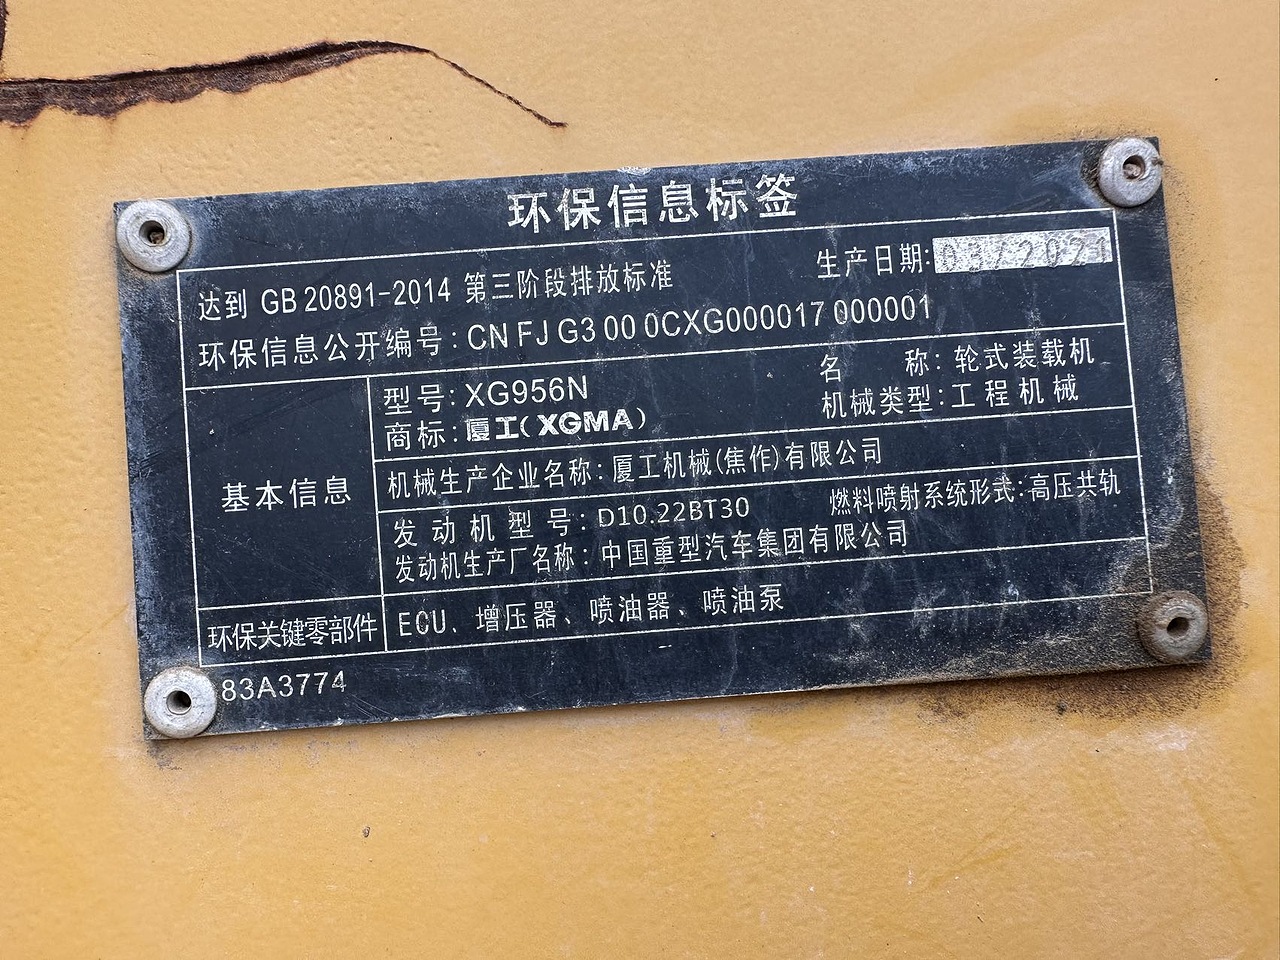 环保信息标签
达到 GB 20891-2014 第三阶段排放标准 生产日期: 03/2021
环保信息公开编号: CN FJ G3 00 0CXG000017 000001
基本信息
型号: XG956N 名 称: 轮式装载机
商标: 厦工(XGMA) 机械类型: 工程机械
机械生产企业名称: 厦工机械(焦作)有限公司
发动机型号: D10.22BT30 燃料喷射系统形式: 高压共轨
发动机生产厂名称: 中国重型汽车集团有限公司
环保关键零部件 ECU、增压器、喷油器、喷油泵
83A3774